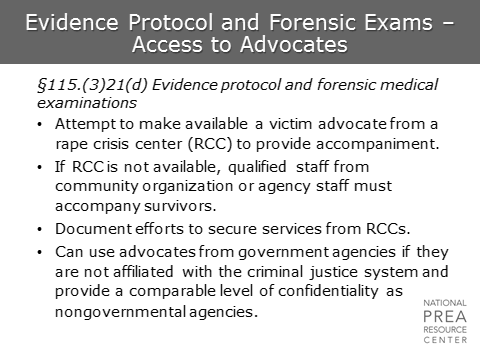 Evidence Protocol and Forensic Exams –
Access to Advocates
§115.(3)21(d) Evidence protocol and forensic medical
examinations
• Attempt to make available a victim advocate from a
rape crisis center (RCC) to provide accompaniment.
• If RCC is not available, qualified staff from
community organization or agency staff must
accompany survivors.
• Document efforts to secure services from RCCs.
• Can use advocates from government agencies if they
are not affiliated with the criminal justice system and
provide a comparable level of confidentiality as
nongovernmental agencies.
NATIONAL
PREA
RESOURCE
CENTER